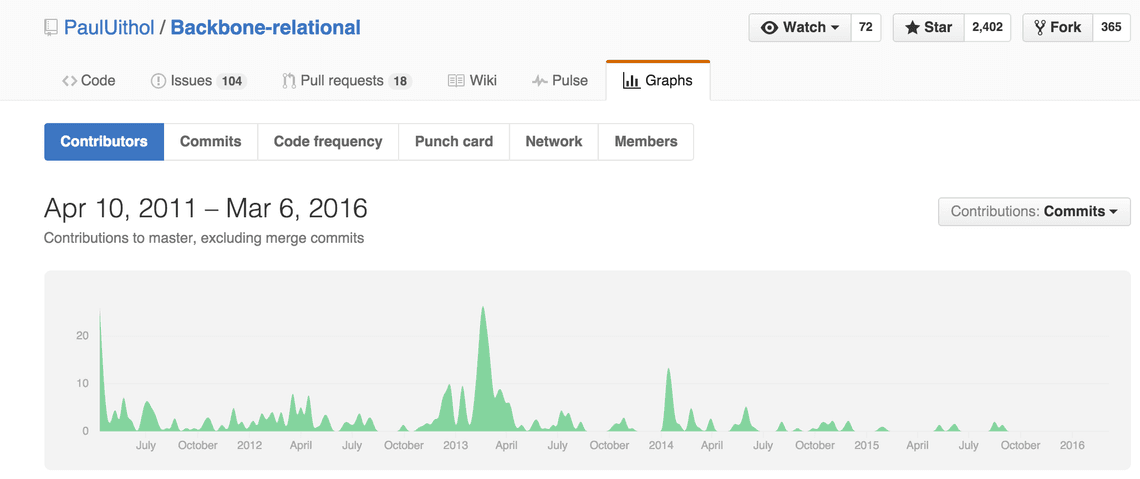 PaulUithol / Backbone-relational
Watch 72 Star 2,402 Fork 365
Code Issues 104 Pull requests 18 Wiki Pulse Graphs
Contributors Commits Code frequency Punch card Network Members
Apr 10, 2011 – Mar 6, 2016
Contributions: Commits
Contributions to master, excluding merge commits
20
10
0
July October 2012 April July October 2013 April July October 2014 April July October 2015 April July October 2016